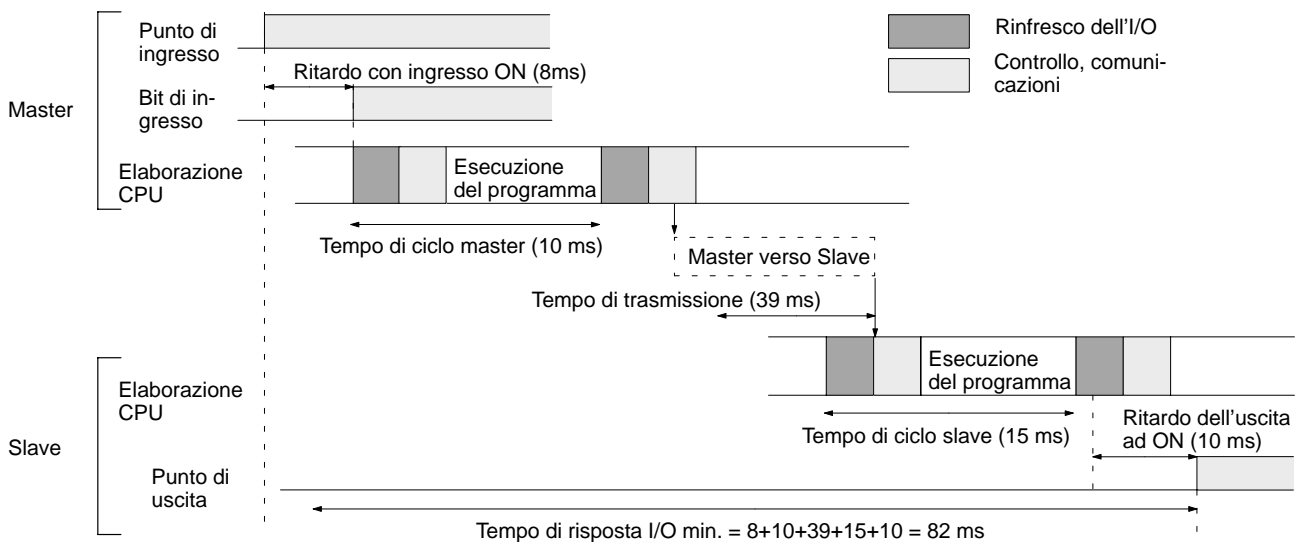 Punto di
ingresso
Rinfresco dell'I/O
Controllo, comuni-
cazioni
Ritardo con ingresso ON (8ms)
Master
Bit di in-
gresso
Elaborazione
CPU
Esecuzione
del programma
Tempo di ciclo master (10 ms)
Master verso Slave
Tempo di trasmissione (39 ms)
Slave
Elaborazione
CPU
Esecuzione
del programma
Tempo di ciclo slave (15 ms)
Ritardo dell'uscita
ad ON (10 ms)
Punto di
uscita
Tempo di risposta I/O min. = 8+10+39+15+10 = 82 ms